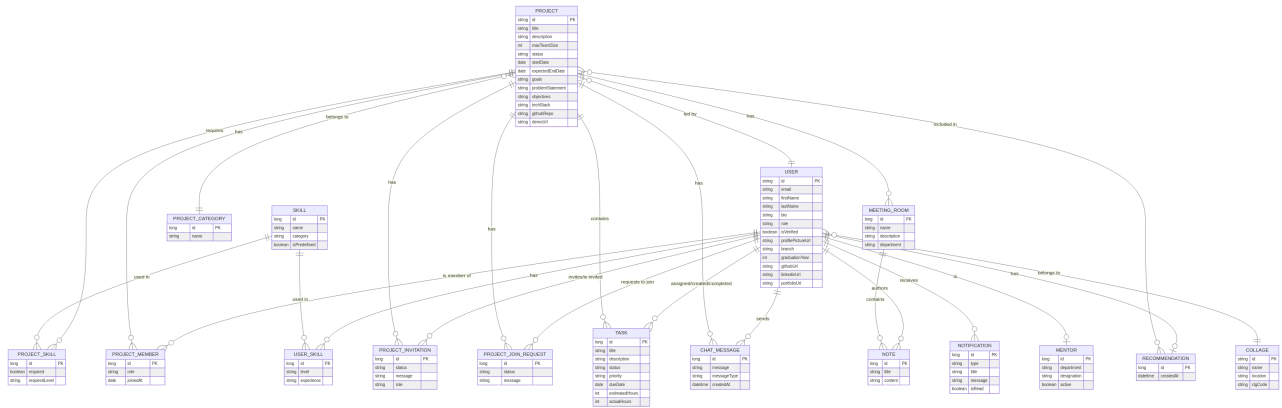 PROJECT
string id PK
string title
string description
int maxTeamSize
string status
date startDate
date expectedEndDate
string goals
string problemStatement
string objectives
string techStack
string githubRepo
string demoUrl
requires
has
belongs to
has
has
contains
has
led by
has
included in
USER
string id PK
string email
string firstName
string lastName
string bio
string role
boolean isVerified
string profilePictureUrl
string branch
int graduationYear
string githubUrl
string linkedinUrl
string portfolioUrl
PROJECT_CATEGORY
long id PK
string name
SKILL
long id PK
string name
string category
boolean isPredefined
MEETING_ROOM
long id PK
string name
string description
string department
used in
used in
is member of
has
invites/is invited
requests to join
assigned/created/completed
sends
authors
contains
receives
is
has
belongs to
PROJECT_SKILL
long id PK
boolean required
string requiredLevel
PROJECT_MEMBER
long id PK
string role
date joinedAt
USER_SKILL
long id PK
string level
string experience
PROJECT_INVITATION
long id PK
string status
string message
string role
PROJECT_JOIN_REQUEST
long id PK
string status
string message
TASK
long id PK
string title
string description
string status
string priority
date dueDate
int estimatedHours
int actualHours
CHAT_MESSAGE
long id PK
string message
string messageType
datetime createdAt
NOTE
long id PK
string title
string content
NOTIFICATION
long id PK
string type
string title
string message
boolean isRead
MENTOR
long id PK
string department
string designation
boolean active
RECOMMENDATION
long id PK
datetime createdAt
COLLAGE
long id PK
string name
string location
string clgCode